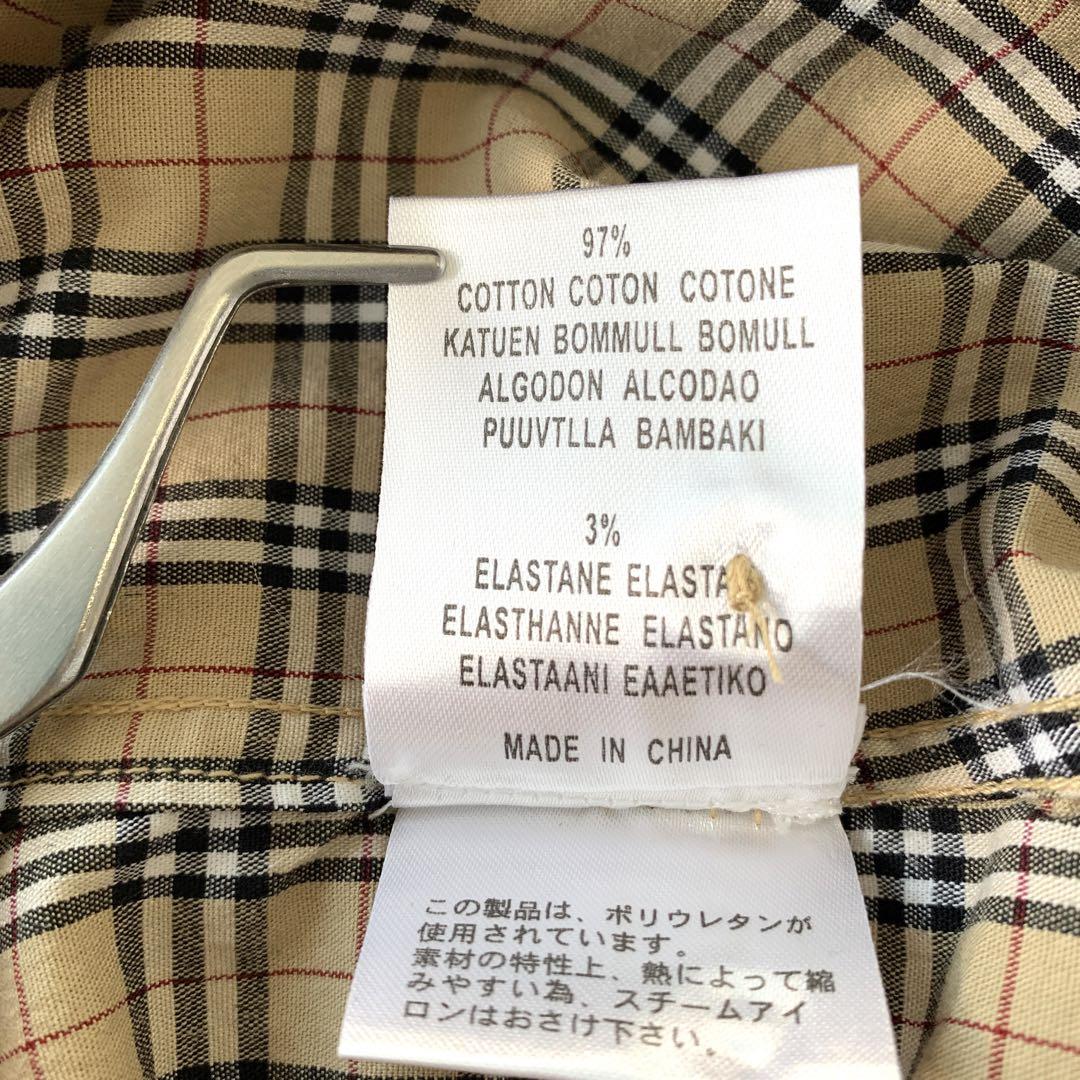 97%
COTTON COTON COTONE
KATUEN BOMMULL BOMULL
ALGODON ALCODAO
PUUVTLLA BAMBAKI
3%
ELASTANE
ELASTHANNE ELASTANO
ELASTAANI EAAETIKO
MADE IN CHINA
この製品は、ポリウレタンが
使用されています。
素材の特性上、熱によって縮
みやすい為、スチームアイ
ロンはおさけ下さい。